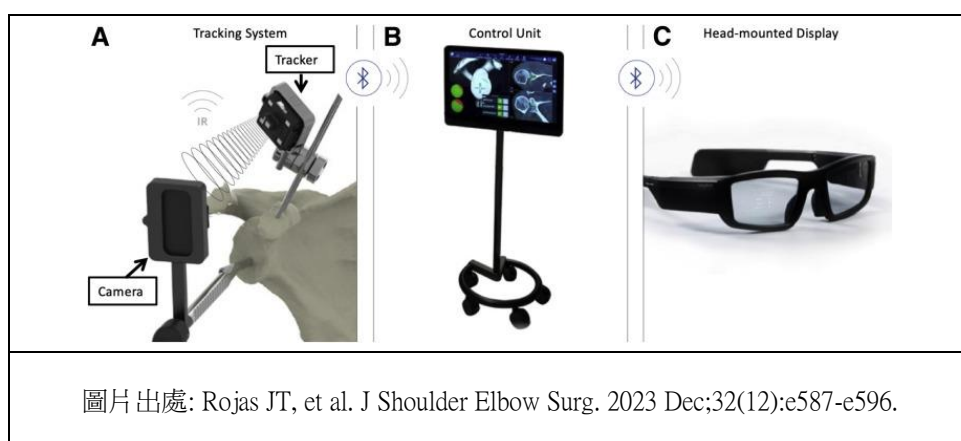 A
Tracking System
B
Control Unit
C
Head-mounted Display
Tracker
IR
Camera
圖片出處: Rojas JT, et al. J Shoulder Elbow Surg. 2023 Dec;32(12):e587-e596.